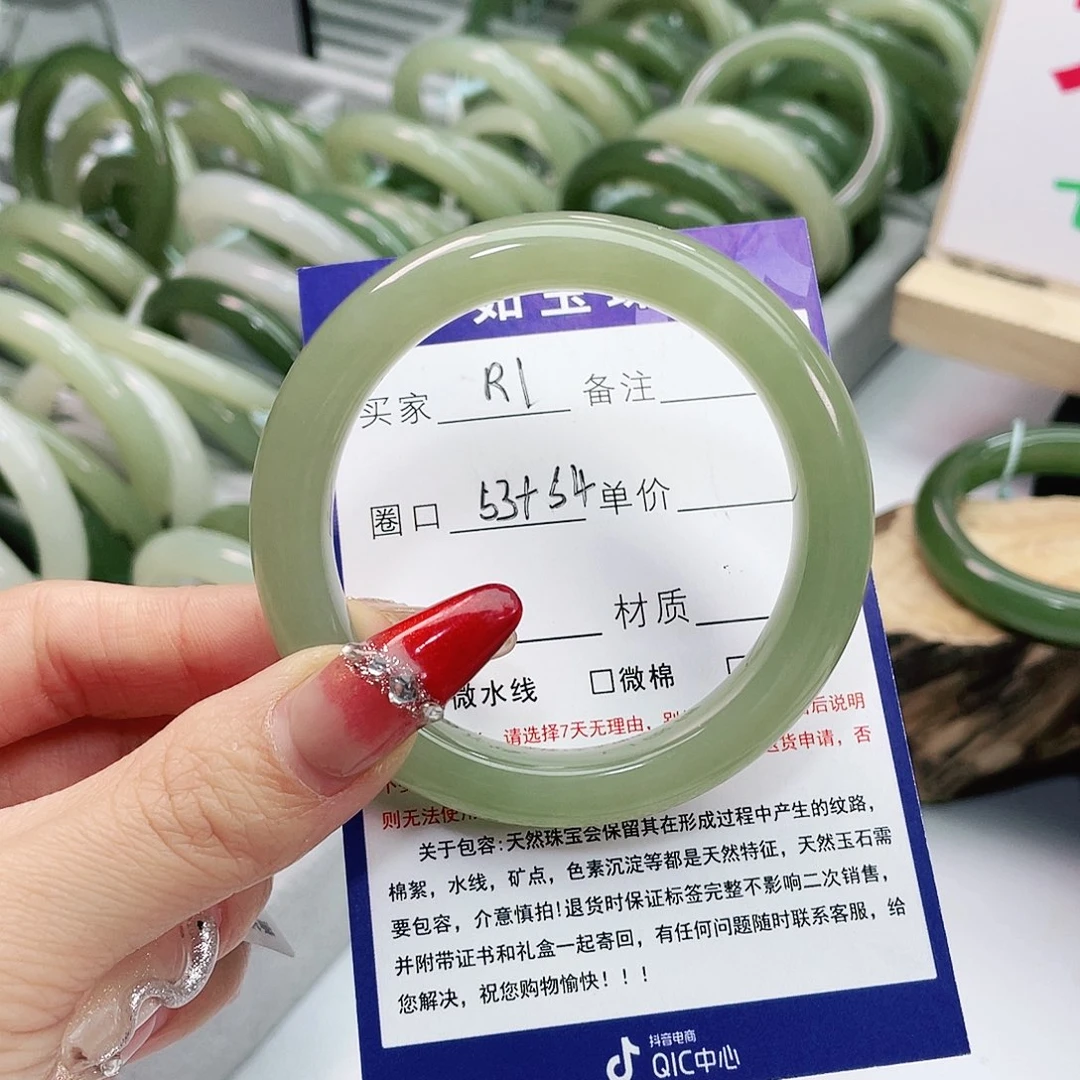 买家 R1 备注
圈口 53+54 单价
材质
微水线 □微棉
请选择7天无理由，
后说明
货申请，否
则无法使用
关于包容：天然珠宝会保留其在形成过程中产生的纹路，
棉絮，水线，矿点，色素沉淀等都是天然特征，天然玉石需
要包容，介意慎拍！退货时保证标签完整不影响二次销售，
并附带证书和礼盒一起寄回，有任何问题随时联系客服，给
您解决，祝您购物愉快！！！
抖音电商
QIC中心